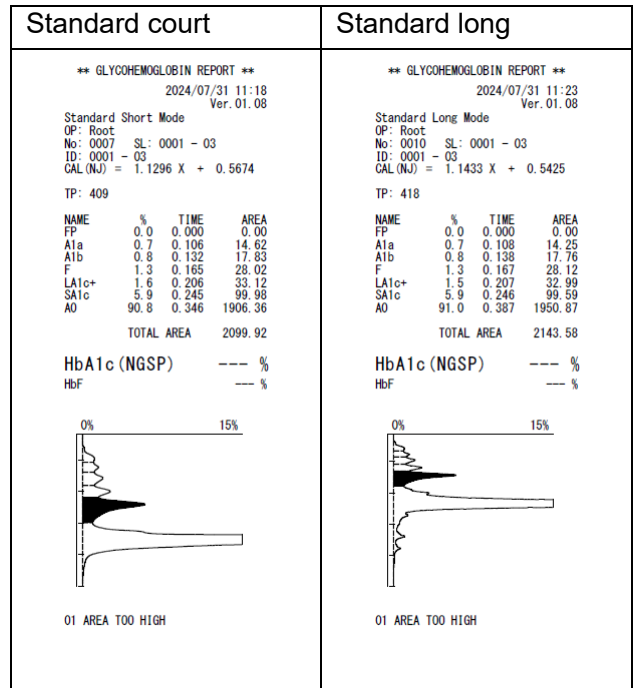 Standard court
** GLYCOHEMOGLOBIN REPORT **
2024/07/31 11:18
Ver. 01. 08
Standard Short Mode
OP: Root
No: 0007 SL: 0001 - 03
ID: 0001 - 03
CAL(NJ) = 1.1296 X + 0.5674
TP: 409
NAME % TIME AREA
FP 0.0 0.000 0.00
A1a 0.7 0.106 14.62
A1b 0.8 0.132 17.83
F 1.3 0.165 28.02
LA1c+ 1.6 0.206 33.12
SA1c 5.9 0.245 99.98
A0 90.8 0.346 1906.36
TOTAL AREA 2099.92
HbA1c(NGSP) --- %
HbF --- %
0% 15%
01 AREA TOO HIGH
Standard long
** GLYCOHEMOGLOBIN REPORT **
2024/07/31 11:23
Ver. 01. 08
Standard Long Mode
OP: Root
No: 0010 SL: 0001 - 03
ID: 0001 - 03
CAL(NJ) = 1.1433 X + 0.5425
TP: 418
NAME % TIME AREA
FP 0.0 0.000 0.00
A1a 0.7 0.108 14.25
A1b 0.8 0.138 17.76
F 1.3 0.167 28.12
LA1c+ 1.5 0.207 32.99
SA1c 5.9 0.246 99.59
A0 91.0 0.387 1950.87
TOTAL AREA 2143.58
HbA1c(NGSP) --- %
HbF --- %
0% 15%
01 AREA TOO HIGH